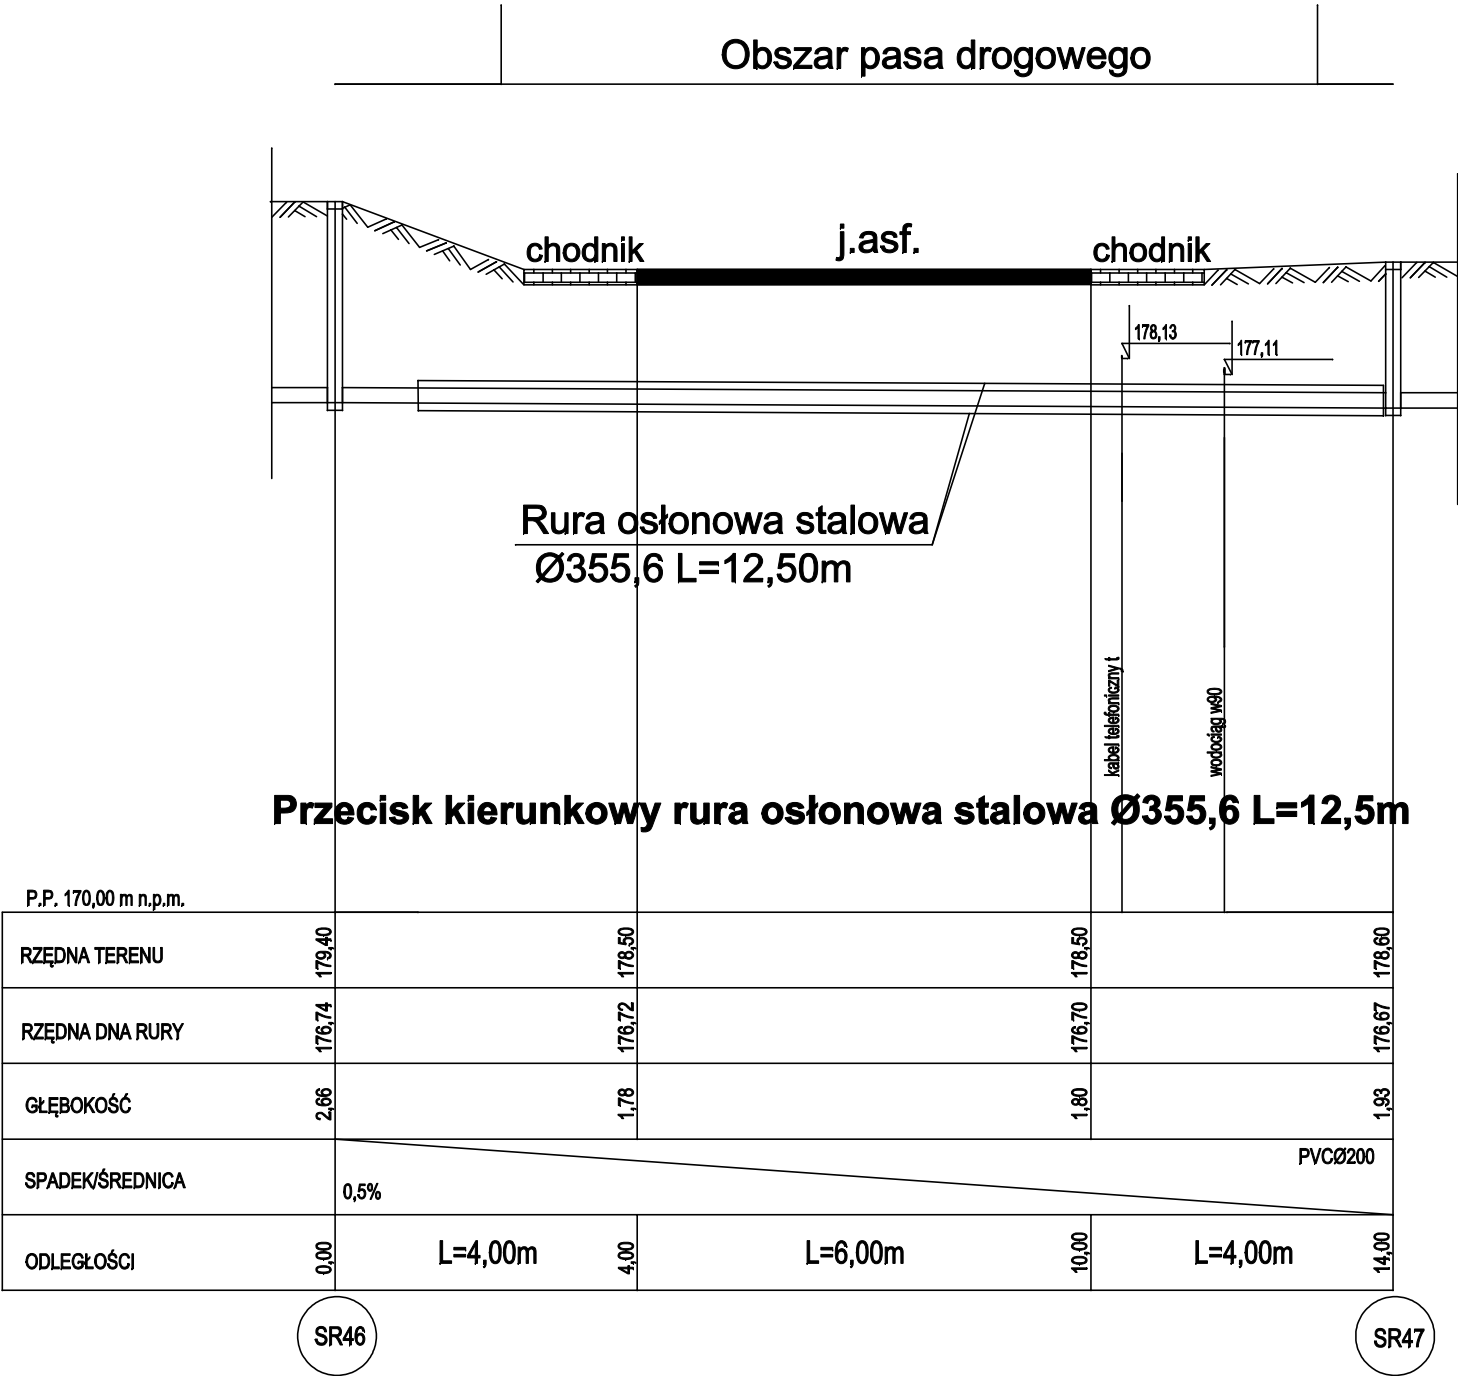 Obszar pasa drogowego
chodnik
j.asf.
chodnik
178,13
177,11
Rura osłonowa stalowa
Ø355,6 L=12,50m
kabel telefoniczny t
wodociąg w90
Przecisk kierunkowy rura osłonowa stalowa Ø355,6 L=12,5m
P.P. 170,00 m n.p.m.
RZĘDNA TERENU 179,40 178,50 178,50 178,60
RZĘDNA DNA RURY 176,74 176,72 176,70 176,67
GŁĘBOKOŚĆ 2,66 1,78 1,80 1,93
SPADEK/ŚREDNICA 0,5% PVCØ200
ODLEGŁOŚCI 0,00 L=4,00m 4,00 L=6,00m 10,00 L=4,00m 14,00
SR46 SR47